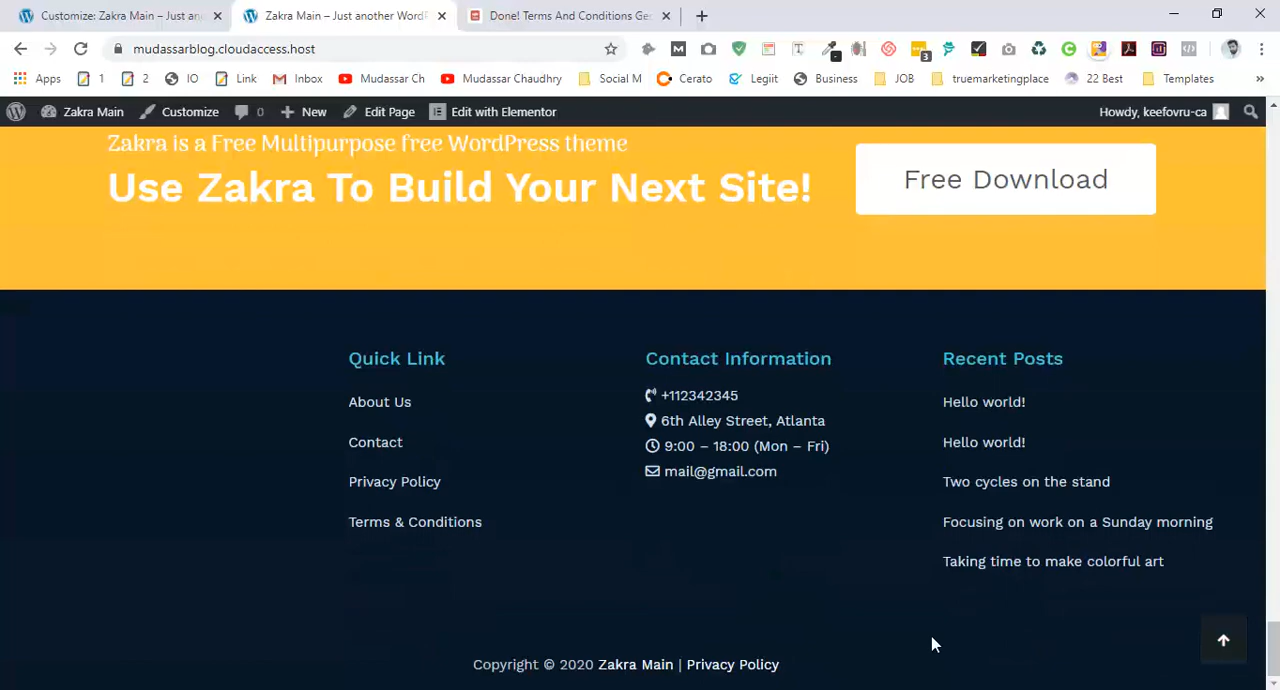 Customize: Zakra Main – Just an
Zakra Main – Just another WordP
Done! Terms And Conditions Ge
mudassarblog.cloudaccess.host
3
Apps
1
2
IO
Link
Inbox
Mudassar Ch
Mudassar Chaudhry
Social M
Cerato
Legiit
Business
JOB
truemarketingplace
22 Best
Templates
»
Zakra Main
Customize
0
New
Edit Page
Edit with Elementor
Howdy, keefovru-ca
Zakra is a Free Multipurpose free WordPress theme
Use Zakra To Build Your Next Site!
Free Download
Quick Link
About Us
Contact
Privacy Policy
Terms & Conditions
Contact Information
+112342345
6th Alley Street, Atlanta
9:00 – 18:00 (Mon – Fri)
mail@gmail.com
Recent Posts
Hello world!
Hello world!
Two cycles on the stand
Focusing on work on a Sunday morning
Taking time to make colorful art
Copyright © 2020 Zakra Main | Privacy Policy